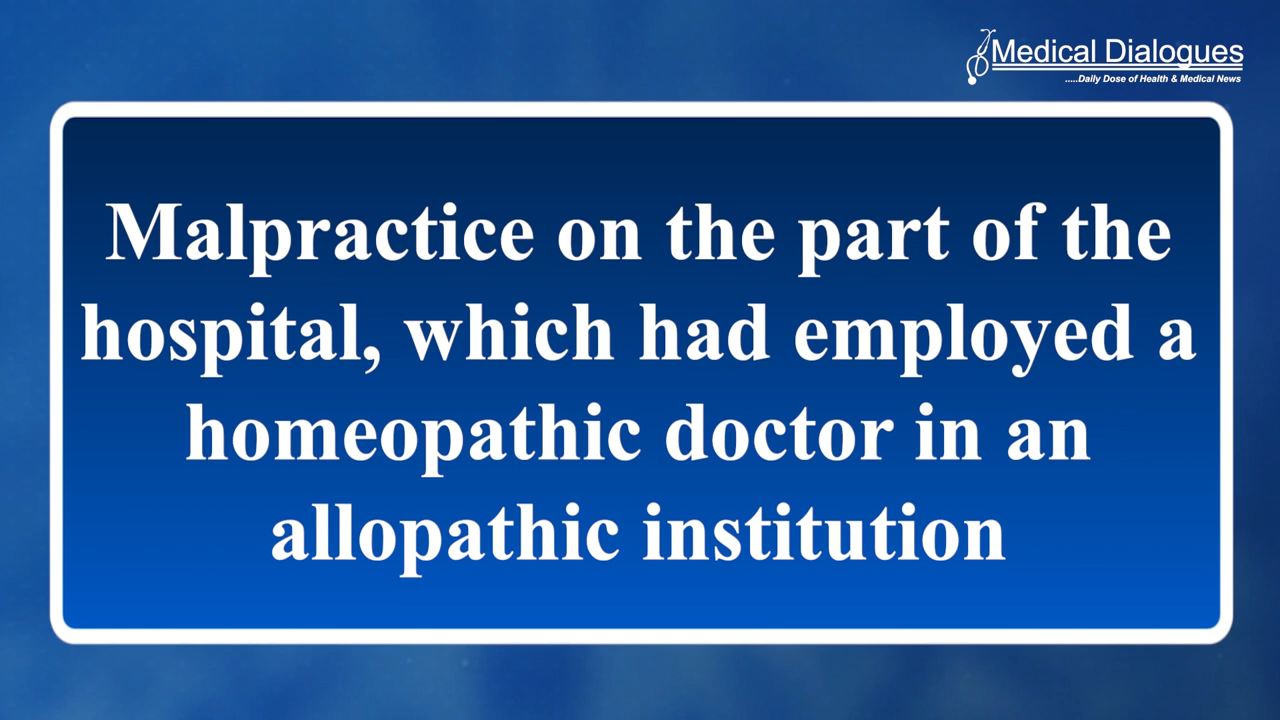 Medical Dialogues
.....Daily Dose of Health & Medical News
Malpractice on the part of the
hospital, which had employed a
homeopathic doctor in an
allopathic institution